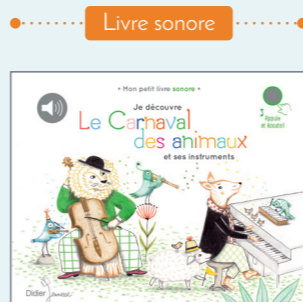 Livre sonore
• Mon petit livre sonore •
Je découvre
Le Carnaval
des animaux
et ses instruments
Appuie
et écoute!
Didier Jeunesse